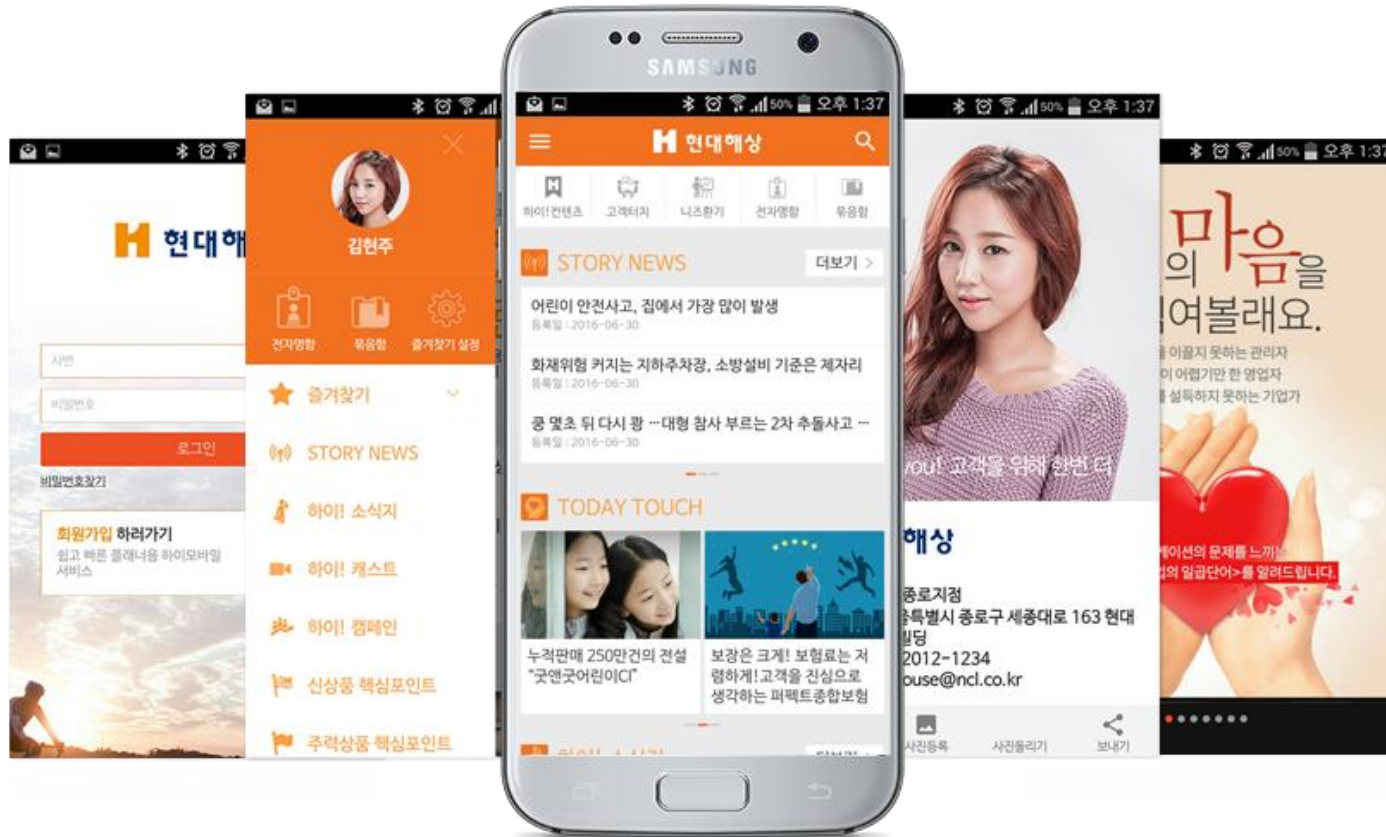 현대해
사번
비밀번호
로그인
비밀번호찾기
회원가입 하러가기
쉽고 빠른 플래너용 하이모바일
서비스
김현주
전자명함 묶음함 즐겨찾기 설정
즐겨찾기
STORY NEWS
하이! 소식지
하이! 캐스트
하이! 캠페인
신상품 핵심포인트
주력상품 핵심포인트
SAMSUNG
50% 오후 1:37
현대해상
하이!컨텐츠 고객터치 니즈환기 전자명함 묶음함
STORY NEWS 더보기 >
어린이 안전사고, 집에서 가장 많이 발생
등록일 : 2016-06-30
화재위험 커지는 지하주차장, 소방설비 기준은 제자리
등록일 : 2016-06-30
쿵 몇초 뒤 다시 쾅 …대형 참사 부르는 2차 추돌사고 …
등록일 : 2016-06-30
TODAY TOUCH
누적판매 250만건의 전설
"굿앤굿어린이CI"
보장은 크게! 보험료는 저
렴하게!고객을 진심으로
생각하는 퍼펙트종합보험
50% 오후 1:37
you! 고객을 위해 한번 더
해상
종로지점
특별시 종로구 세종대로 163 현대
빌딩
2012-1234
ouse@ncl.co.kr
사진등록 사진돌리기 보내기
50% 오후 1:37
의 마음을
여볼래요.
이끌지 못하는 관리자
이 어렵기만 한 영업자
설득하지 못하는 기업가
케이션의 문제를 느끼는
의 일곱단어>를 알려드립니다.